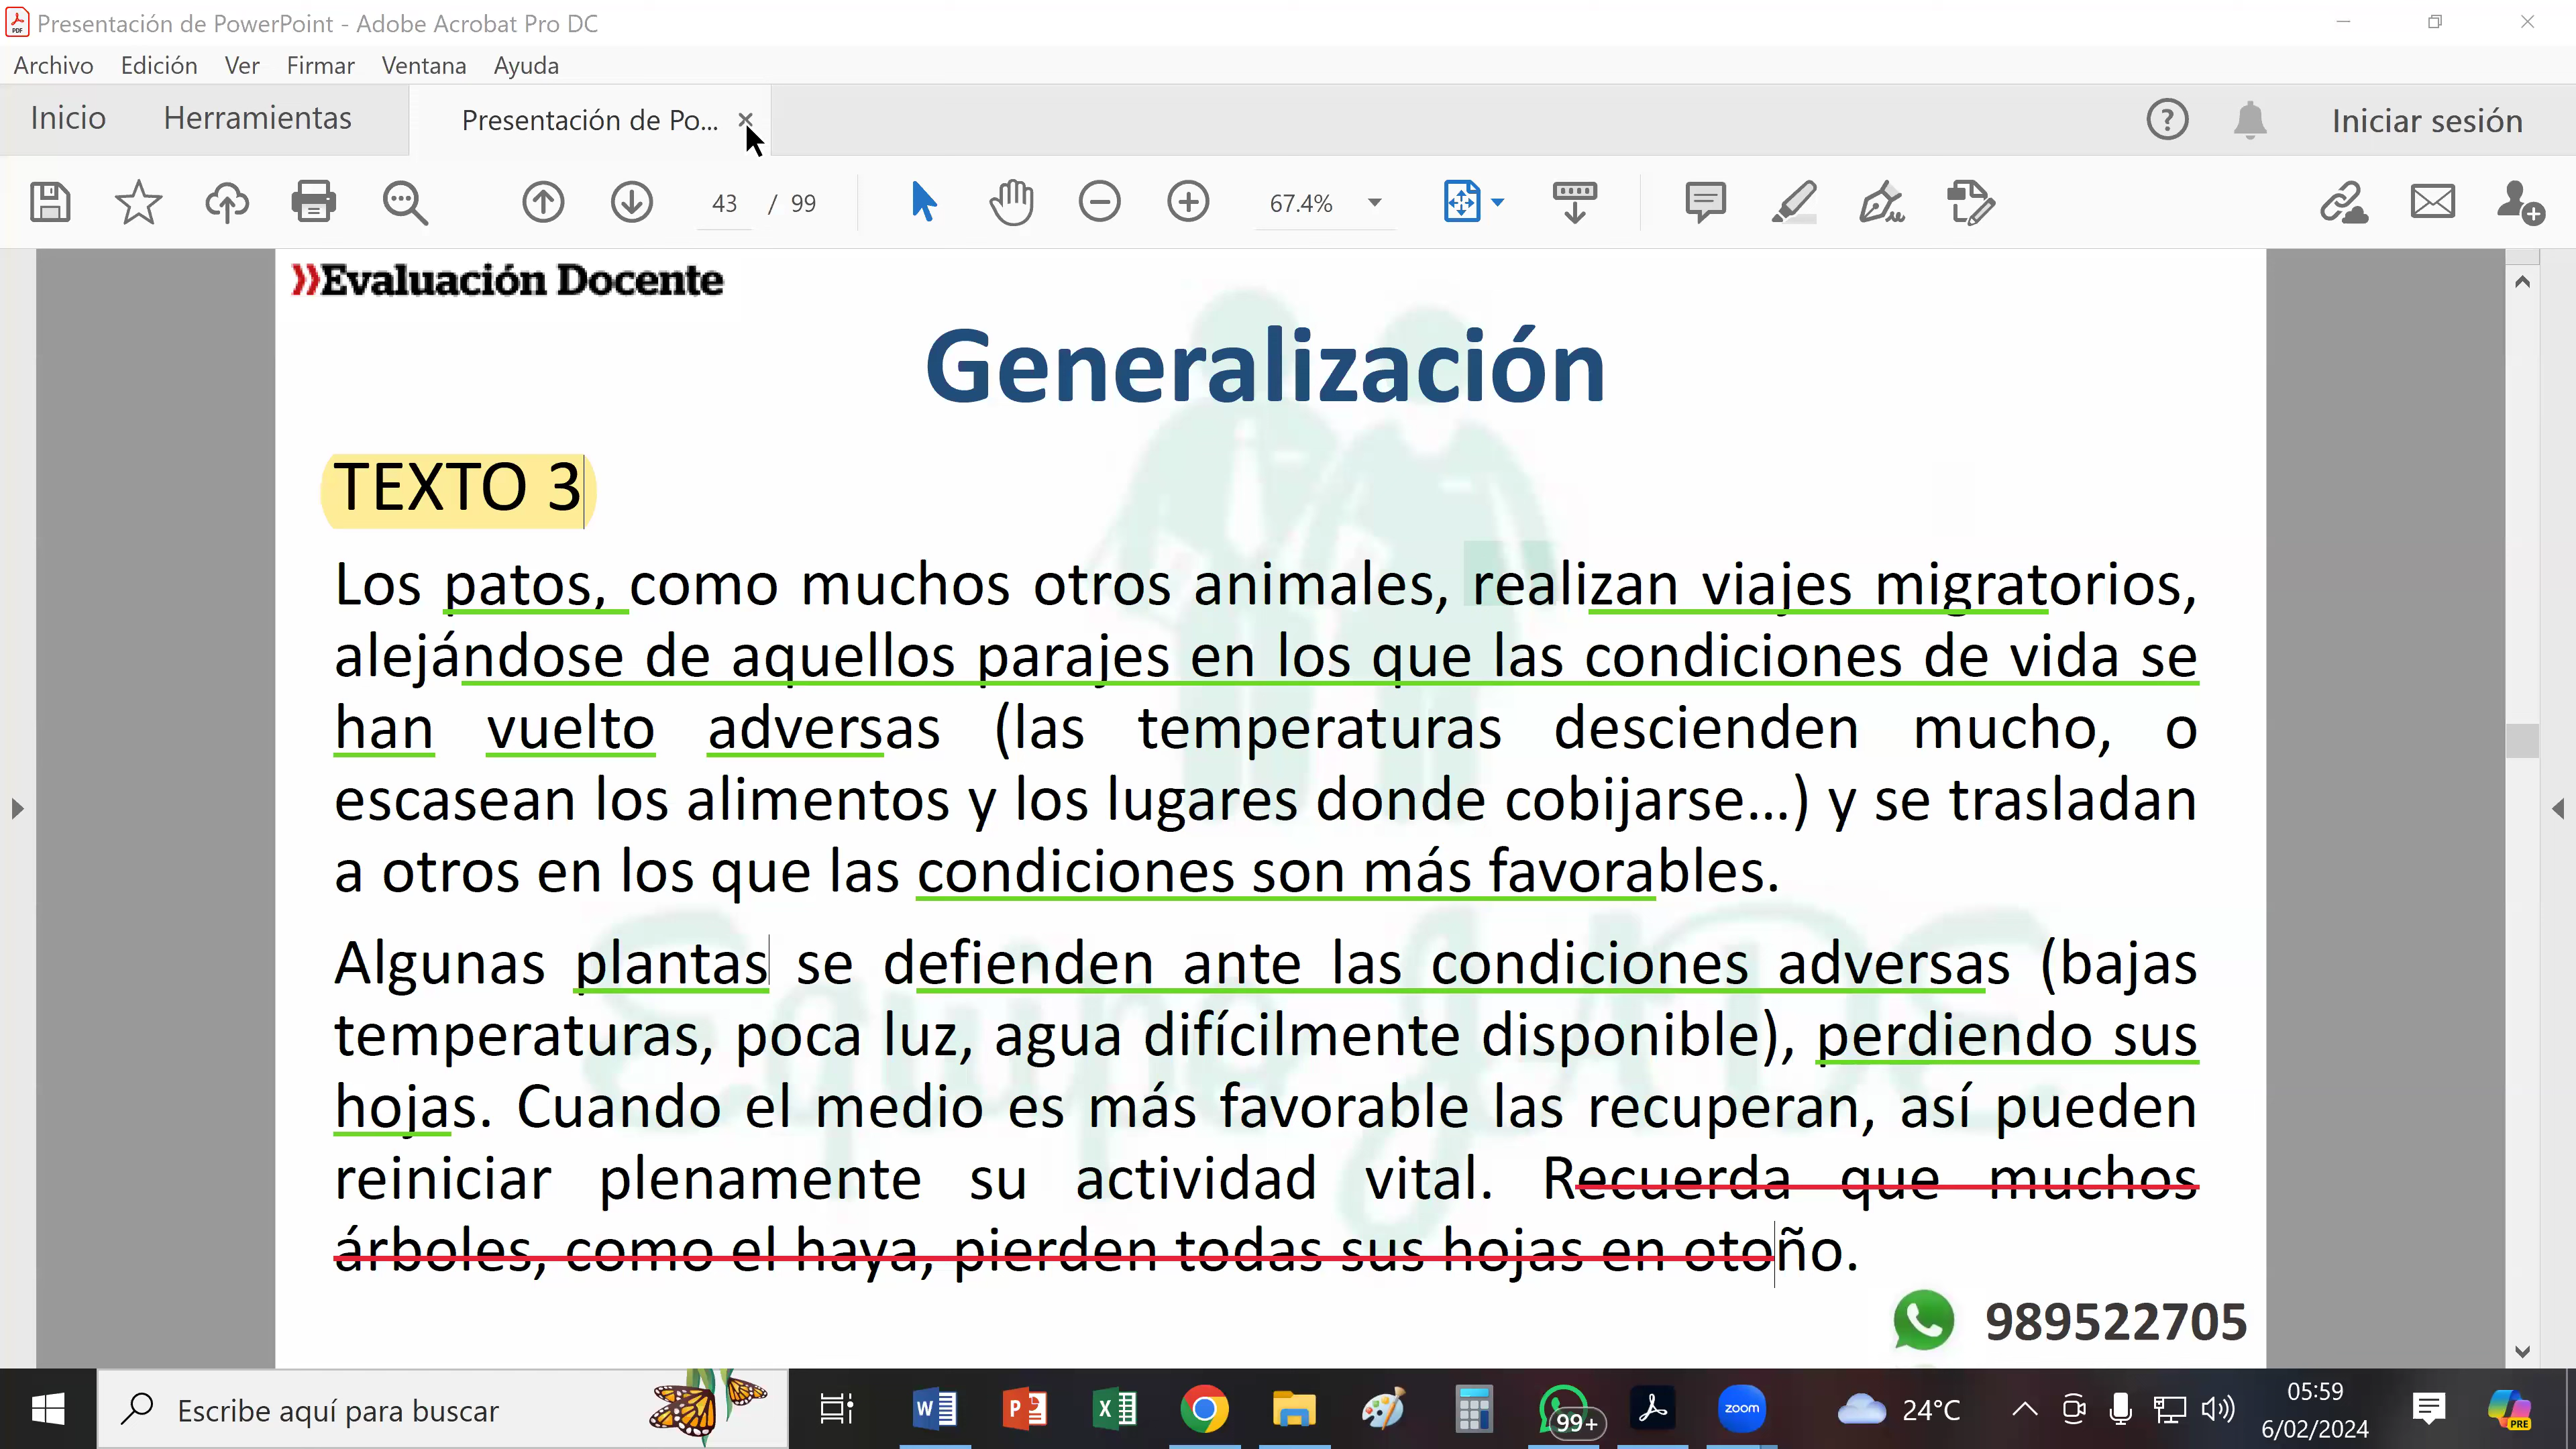 Presentación de PowerPoint - Adobe Acrobat Pro DC
Archivo Edición Ver Firmar Ventana Ayuda
Inicio Herramientas Presentación de Po... Iniciar sesión
43 / 99 67.4%
Evaluación Docente
Generalización
TEXTO 3
Los patos, como muchos otros animales, realizan viajes migratorios,
alejándose de aquellos parajes en los que las condiciones de vida se
han vuelto adversas (las temperaturas descienden mucho, o
escasean los alimentos y los lugares donde cobijarse...) y se trasladan
a otros en los que las condiciones son más favorables.
Algunas plantas se defienden ante las condiciones adversas (bajas
temperaturas, poca luz, agua difícilmente disponible), perdiendo sus
hojas. Cuando el medio es más favorable las recuperan, así pueden
reiniciar plenamente su actividad vital. Recuerda que muchos
árboles, como el haya, pierden todas sus hojas en otoño.
Equipo JADE
989522705
Escribe aquí para buscar
99+
zoom
24°C
05:59
6/02/2024
PRE